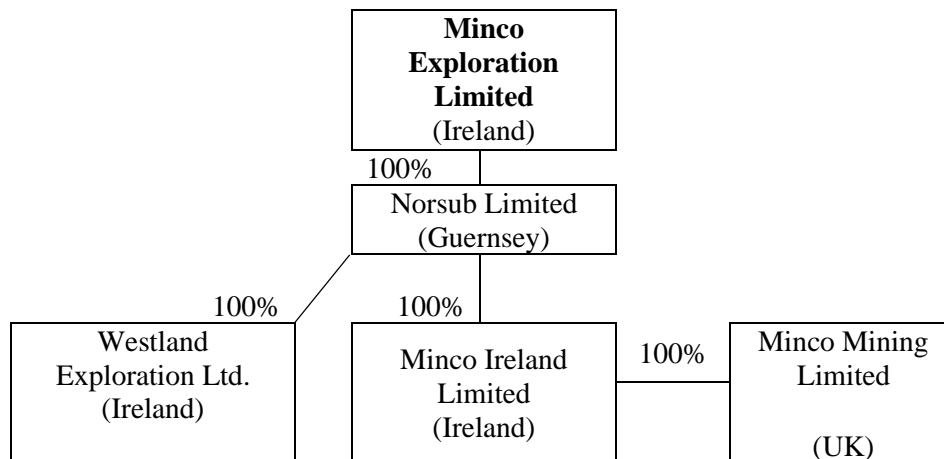 Minco
Exploration
Limited
(Ireland)
100%
Norsub Limited
(Guernsey)
100%
100%
Westland
Exploration Ltd.
(Ireland)
Minco Ireland
Limited
(Ireland)
100%
Minco Mining
Limited
(UK)